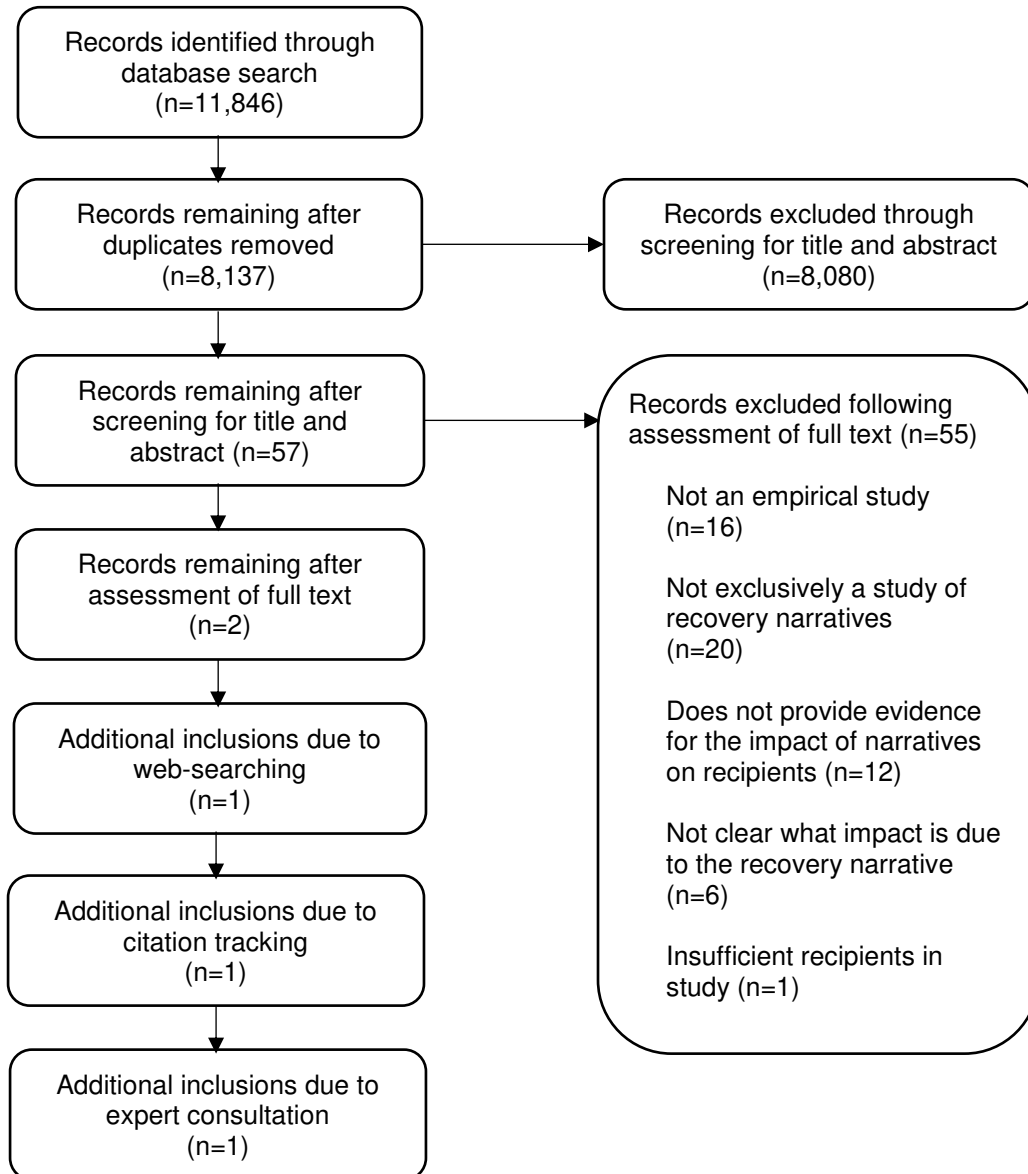 Records identified through
database search
(n=11,846)
Records remaining after
duplicates removed
(n=8,137)
Records excluded through
screening for title and abstract
(n=8,080)
Records remaining after
screening for title and
abstract (n=57)
Records excluded following
assessment of full text (n=55)
Not an empirical study
(n=16)
Not exclusively a study of
recovery narratives
(n=20)
Does not provide evidence
for the impact of narratives
on recipients (n=12)
Not clear what impact is due
to the recovery narrative
(n=6)
Insufficient recipients in
study (n=1)
Records remaining after
assessment of full text
(n=2)
Additional inclusions due to
web-searching
(n=1)
Additional inclusions due to
citation tracking
(n=1)
Additional inclusions due to
expert consultation
(n=1)